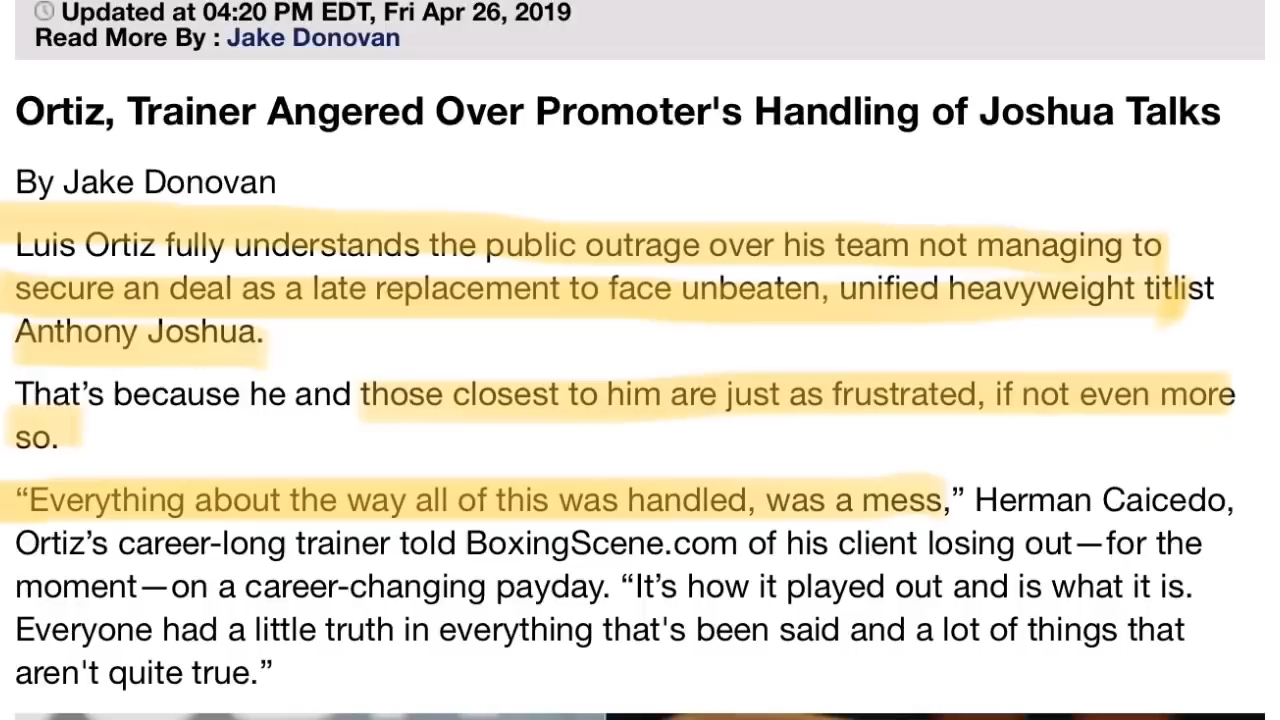 Updated at 04:20 PM EDT, Fri Apr 26, 2019
Read More By : Jake Donovan
Ortiz, Trainer Angered Over Promoter's Handling of Joshua Talks
By Jake Donovan
Luis Ortiz fully understands the public outrage over his team not managing to
secure an deal as a late replacement to face unbeaten, unified heavyweight titlist
Anthony Joshua.
That’s because he and those closest to him are just as frustrated, if not even more
so.
“Everything about the way all of this was handled, was a mess,” Herman Caicedo,
Ortiz’s career-long trainer told BoxingScene.com of his client losing out—for the
moment—on a career-changing payday. “It’s how it played out and is what it is.
Everyone had a little truth in everything that's been said and a lot of things that
aren't quite true.”